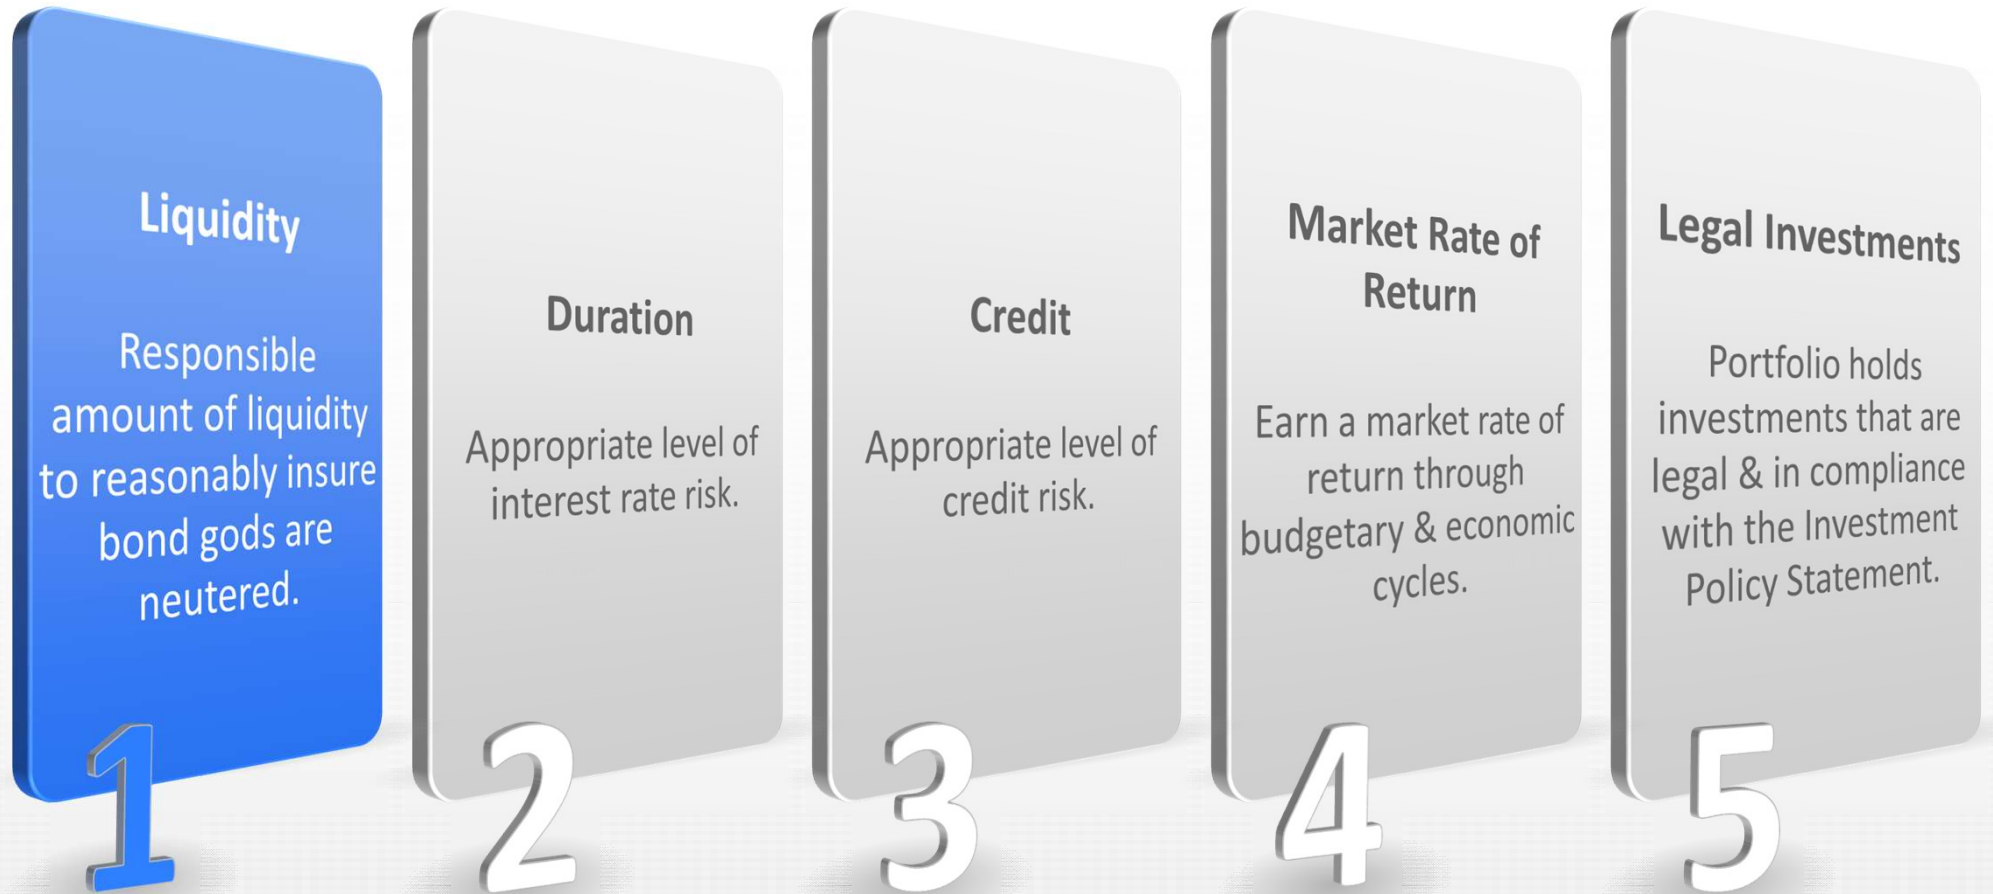 Liquidity
Responsible
amount of liquidity
to reasonably insure
bond gods are
neutered.
1
Duration
Appropriate level of
interest rate risk.
2
Credit
Appropriate level of
credit risk.
3
Market Rate of
Return
Earn a market rate of
return through
budgetary & economic
cycles.
4
Legal Investments
Portfolio holds
investments that are
legal & in compliance
with the Investment
Policy Statement.
5